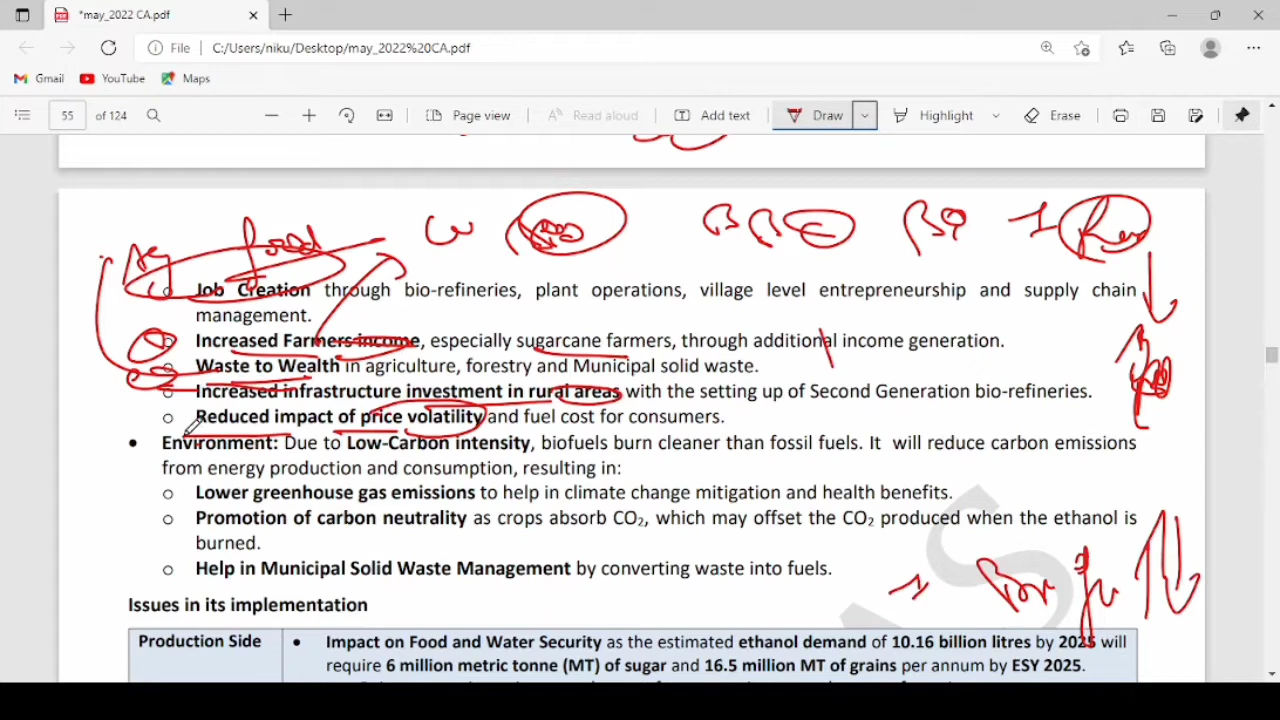 *may_2022 CA.pdf
File C:/Users/niku/Desktop/may_2022%20CA.pdf
Gmail YouTube Maps
55 of 124 Page view Read aloud Add text Draw Highlight Erase
food
o Job Creation through bio-refineries, plant operations, village level entrepreneurship and supply chain
management.
o Increased Farmers income, especially sugarcane farmers, through additional income generation.
o Waste to Wealth in agriculture, forestry and Municipal solid waste.
o Increased infrastructure investment in rural areas with the setting up of Second Generation bio-refineries.
o Reduced impact of price volatility and fuel cost for consumers.
• Environment: Due to Low-Carbon intensity, biofuels burn cleaner than fossil fuels. It will reduce carbon emissions
from energy production and consumption, resulting in:
o Lower greenhouse gas emissions to help in climate change mitigation and health benefits.
o Promotion of carbon neutrality as crops absorb CO₂, which may offset the CO₂ produced when the ethanol is
burned.
o Help in Municipal Solid Waste Management by converting waste into fuels.
Issues in its implementation
Production Side • Impact on Food and Water Security as the estimated ethanol demand of 10.16 billion litres by 2025 will
require 6 million metric tonne (MT) of sugar and 16.5 million MT of grains per annum by ESY 2025.